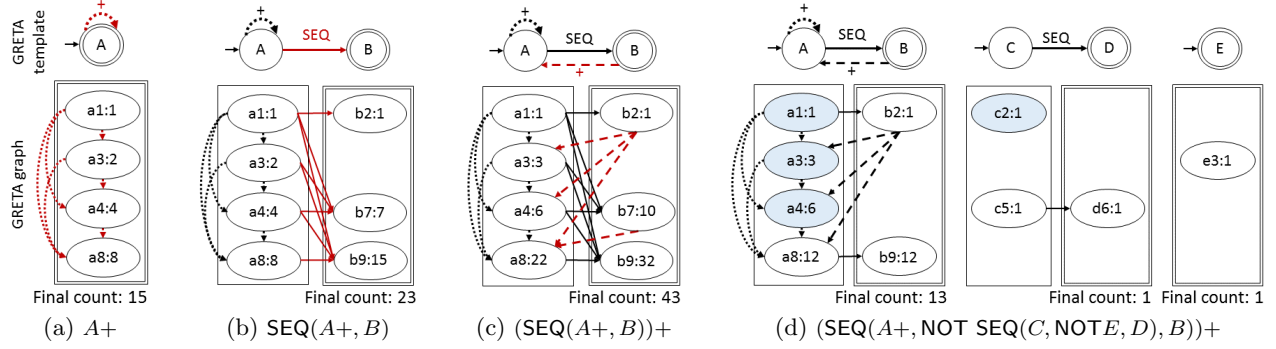 GRETA template
+
A
+
A
SEQ
B
+
A
SEQ
B
+
+
A
SEQ
B
+
C
SEQ
D
E
GRETA graph
a1:1
a3:2
a4:4
a8:8
Final count: 15
a1:1
b2:1
a3:2
a4:4
b7:7
a8:8
b9:15
Final count: 23
a1:1
b2:1
a3:3
a4:6
b7:10
a8:22
b9:32
Final count: 43
a1:1
b2:1
a3:3
a4:6
a8:12
b9:12
Final count: 13
c2:1
c5:1
d6:1
Final count: 1
e3:1
Final count: 1
(a) A+
(b) SEQ(A+, B)
(c) (SEQ(A+, B))+
(d) (SEQ(A+, NOT SEQ(C, NOTE, D), B))+